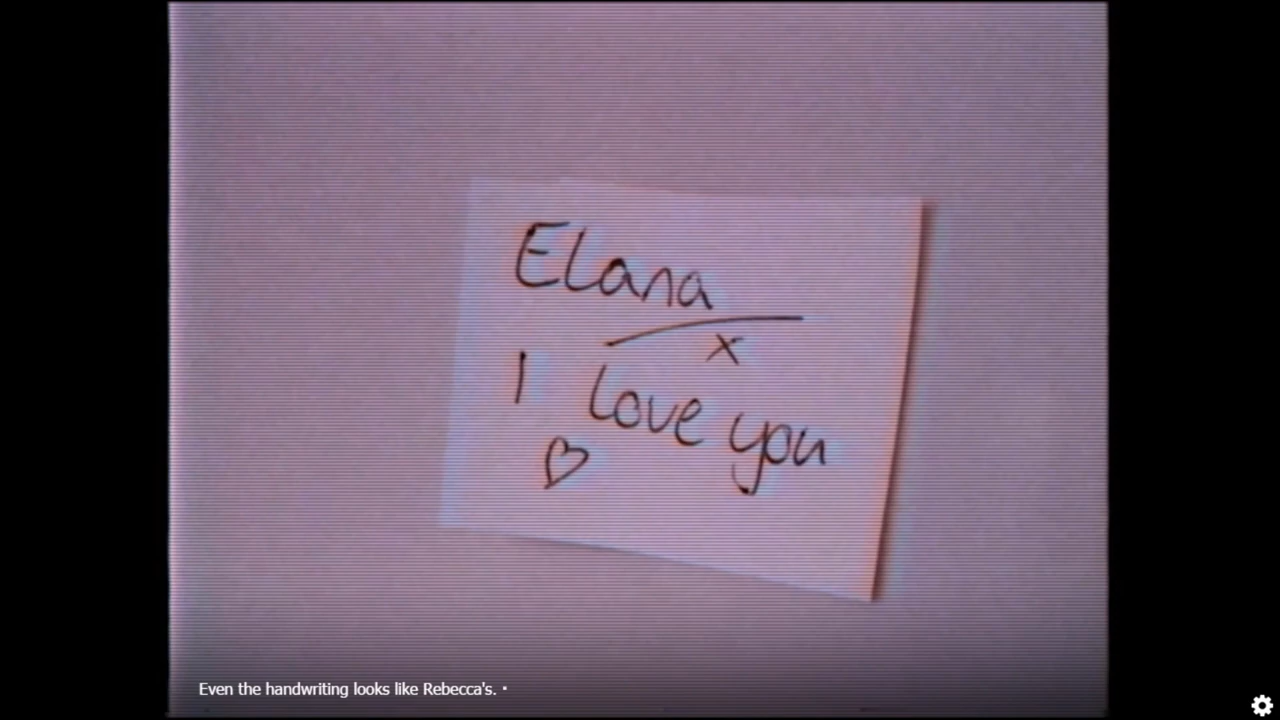 Elana
x
I love you
♡
Even the handwriting looks like Rebecca's.